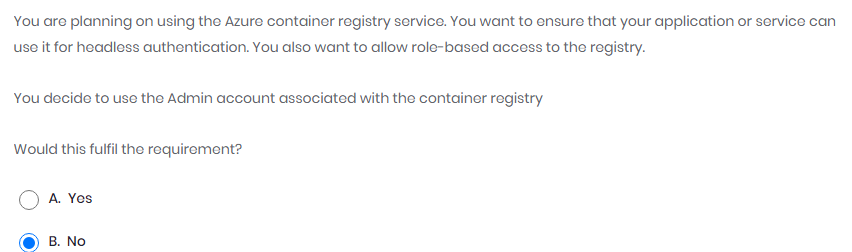 You are planning on using the Azure container registry service. You want to ensure that your application or service can
use it for headless authentication. You also want to allow role-based access to the registry.
You decide to use the Admin account associated with the container registry
Would this fulfil the requirement?
A. Yes
B. No